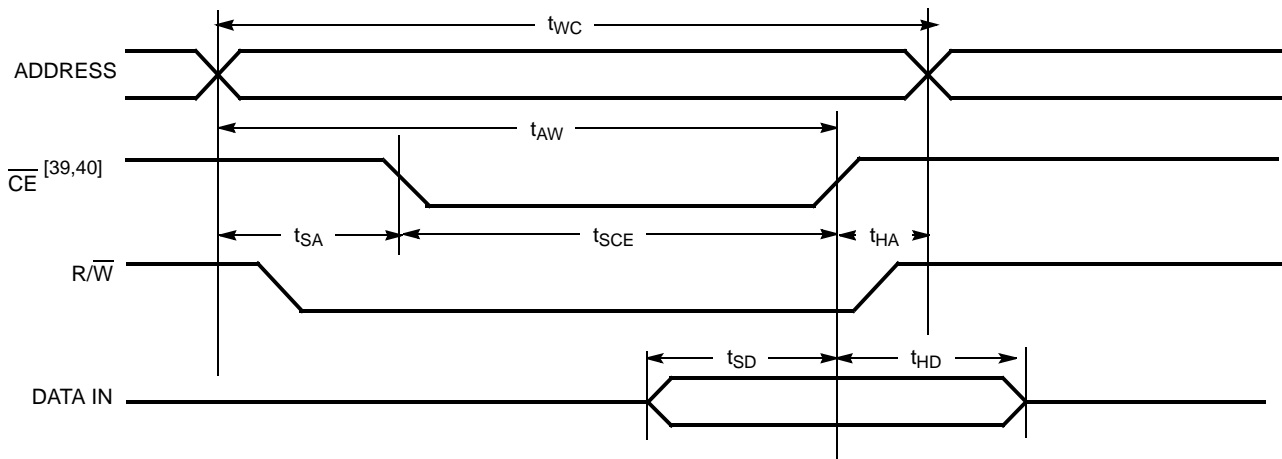 tWC
ADDRESS
tAW
CE [39,40]
tSA
tSCE
tHA
R/W
tSD
tHD
DATA IN